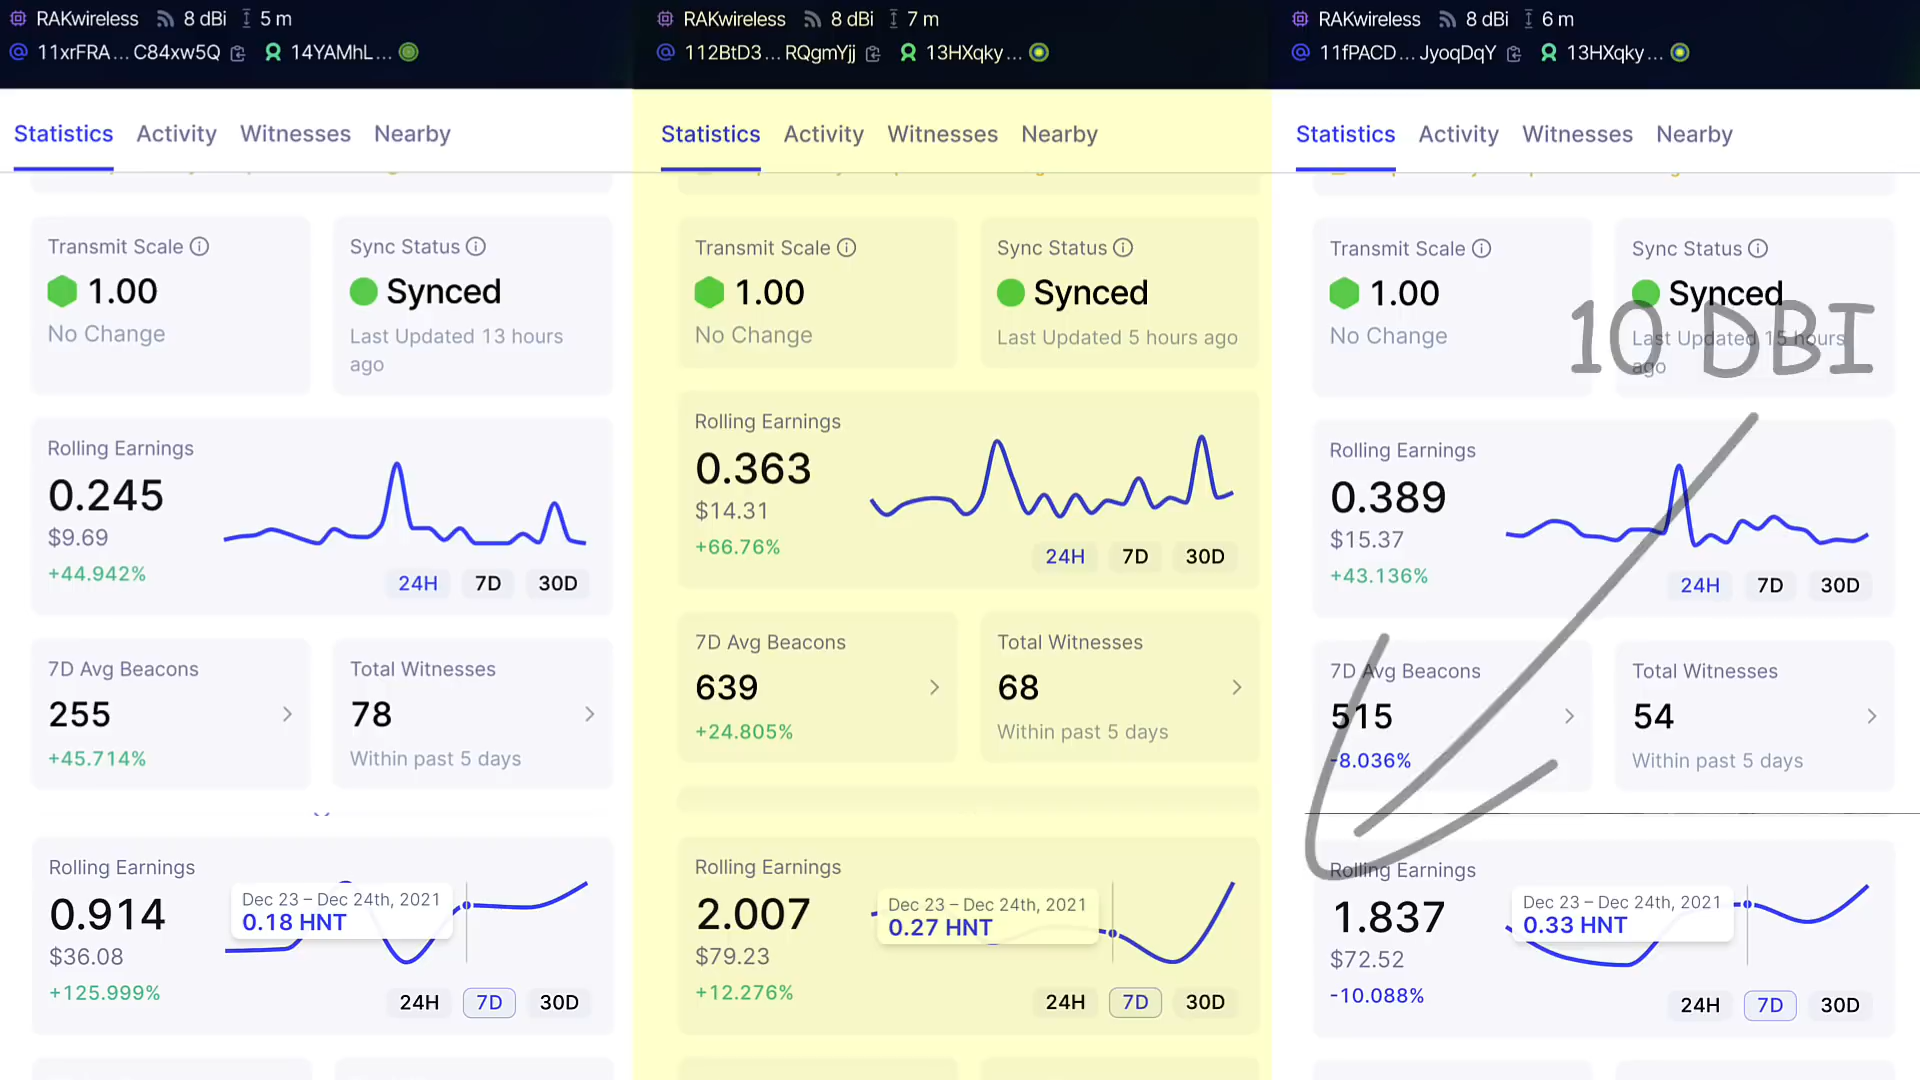 RAKwireless 8 dBi 5 m
11xrFRA... C84xw5Q 14YAMhL...
Statistics Activity Witnesses Nearby
Transmit Scale
1.00
No Change
Sync Status
Synced
Last Updated 13 hours
ago
Rolling Earnings
0.245
$9.69
+44.942%
24H 7D 30D
7D Avg Beacons
255
+45.714%
Total Witnesses
78
Within past 5 days
Rolling Earnings
0.914
$36.08
+125.999%
Dec 23 – Dec 24th, 2021
0.18 HNT
24H 7D 30D
RAKwireless 8 dBi 7 m
112BtD3... RQgmYjj 13HXqky...
Statistics Activity Witnesses Nearby
Transmit Scale
1.00
No Change
Sync Status
Synced
Last Updated 5 hours ago
Rolling Earnings
0.363
$14.31
+66.76%
24H 7D 30D
7D Avg Beacons
639
+24.805%
Total Witnesses
68
Within past 5 days
Rolling Earnings
2.007
$79.23
+12.276%
Dec 23 – Dec 24th, 2021
0.27 HNT
24H 7D 30D
RAKwireless 8 dBi 6 m
11fPACD... JyoqDqY 13HXqky...
Statistics Activity Witnesses Nearby
Transmit Scale
1.00
No Change
Sync Status
Synced
Last Updated 15 hours
ago
10 DBI
Rolling Earnings
0.389
$15.37
+43.136%
24H 7D 30D
7D Avg Beacons
515
-8.036%
Total Witnesses
54
Within past 5 days
Rolling Earnings
1.837
$72.52
-10.088%
Dec 23 – Dec 24th, 2021
0.33 HNT
24H 7D 30D